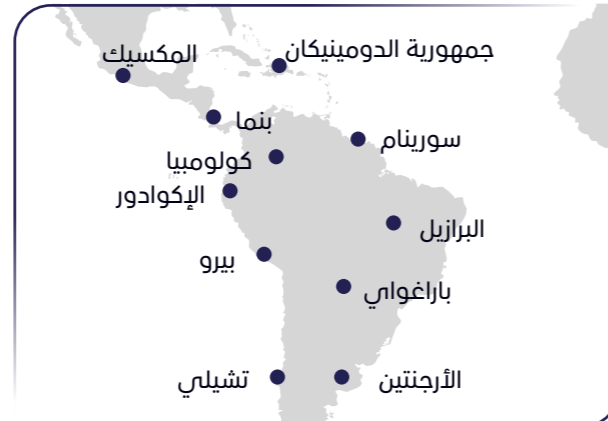 جمهورية الدومينيكان
المكسيك
بنما
سورينام
كولومبيا
الإكوادور
البرازيل
بيرو
باراغواي
الأرجنتين
تشيلي